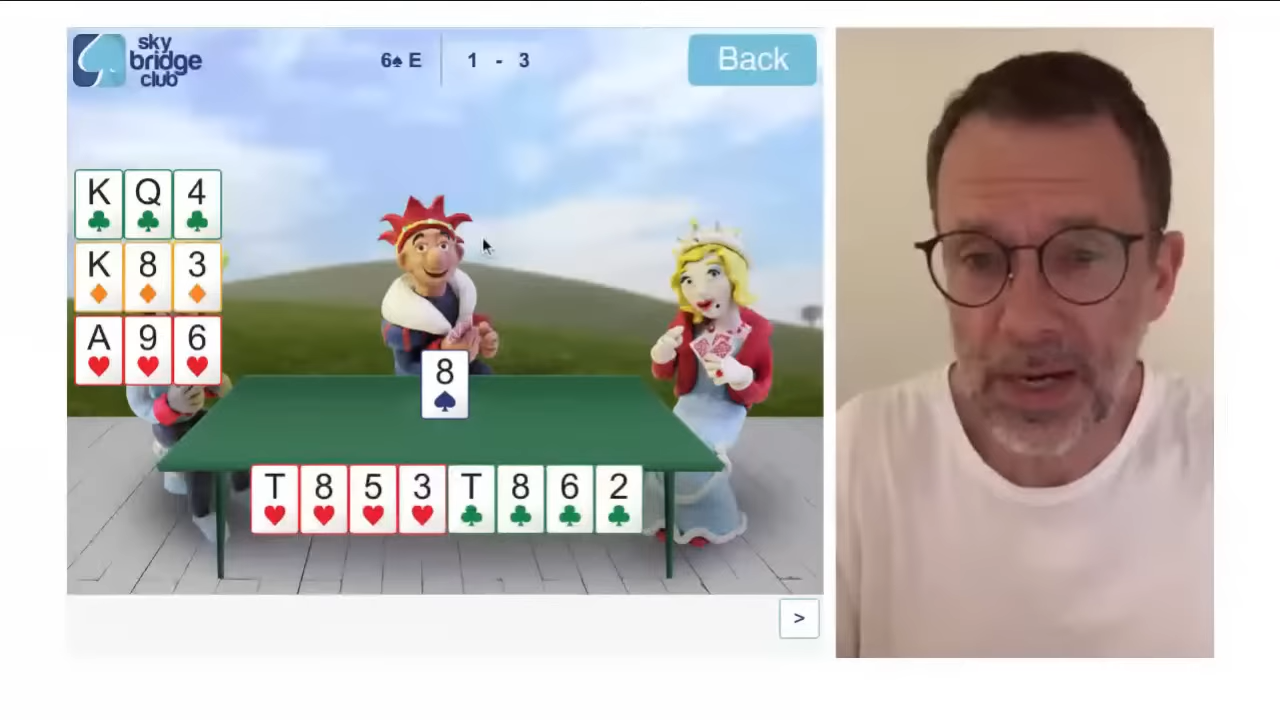 sky
bridge
club
6♠ E
1 - 3
Back
K Q 4
♣ ♣ ♣
K 8 3
♦ ♦ ♦
A 9 6
♥ ♥ ♥
8
♠
T 8 5 3 T 8 6 2
♥ ♥ ♥ ♥ ♣ ♣ ♣ ♣
>